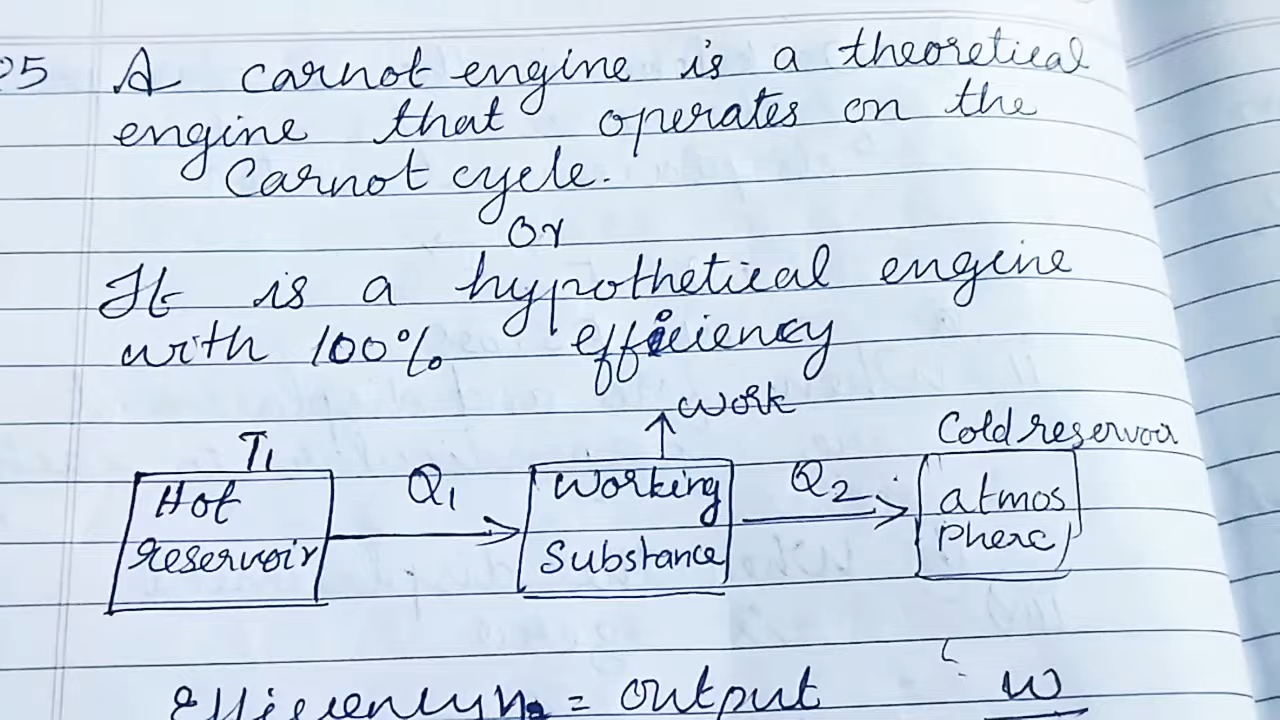 25 A carnot engine is a theoretical
engine that operates on the
Carnot cycle.
Or
It is a hypothetical engine
with 100% efficiency
Work
T1
Cold reservoir
Hot
reservoir
Q1
Working
Substance
Q2
atmos
phere
Efficiency η = output
W